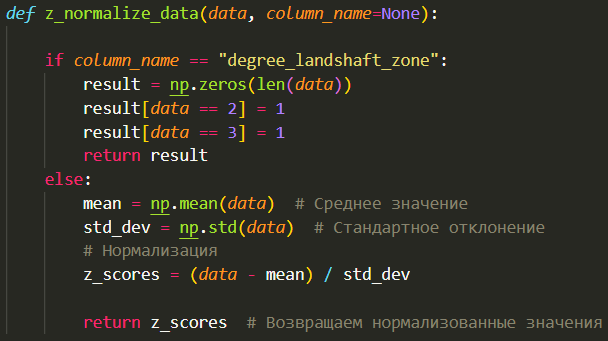 def z_normalize_data(data, column_name=None):
if column_name == "degree_landshaft_zone":
result = np.zeros(len(data))
result[data == 2] = 1
result[data == 3] = 1
return result
else:
mean = np.mean(data)  # Среднее значение
std_dev = np.std(data)  # Стандартное отклонение
# Нормализация
z_scores = (data - mean) / std_dev
return z_scores  # Возвращаем нормализованные значения